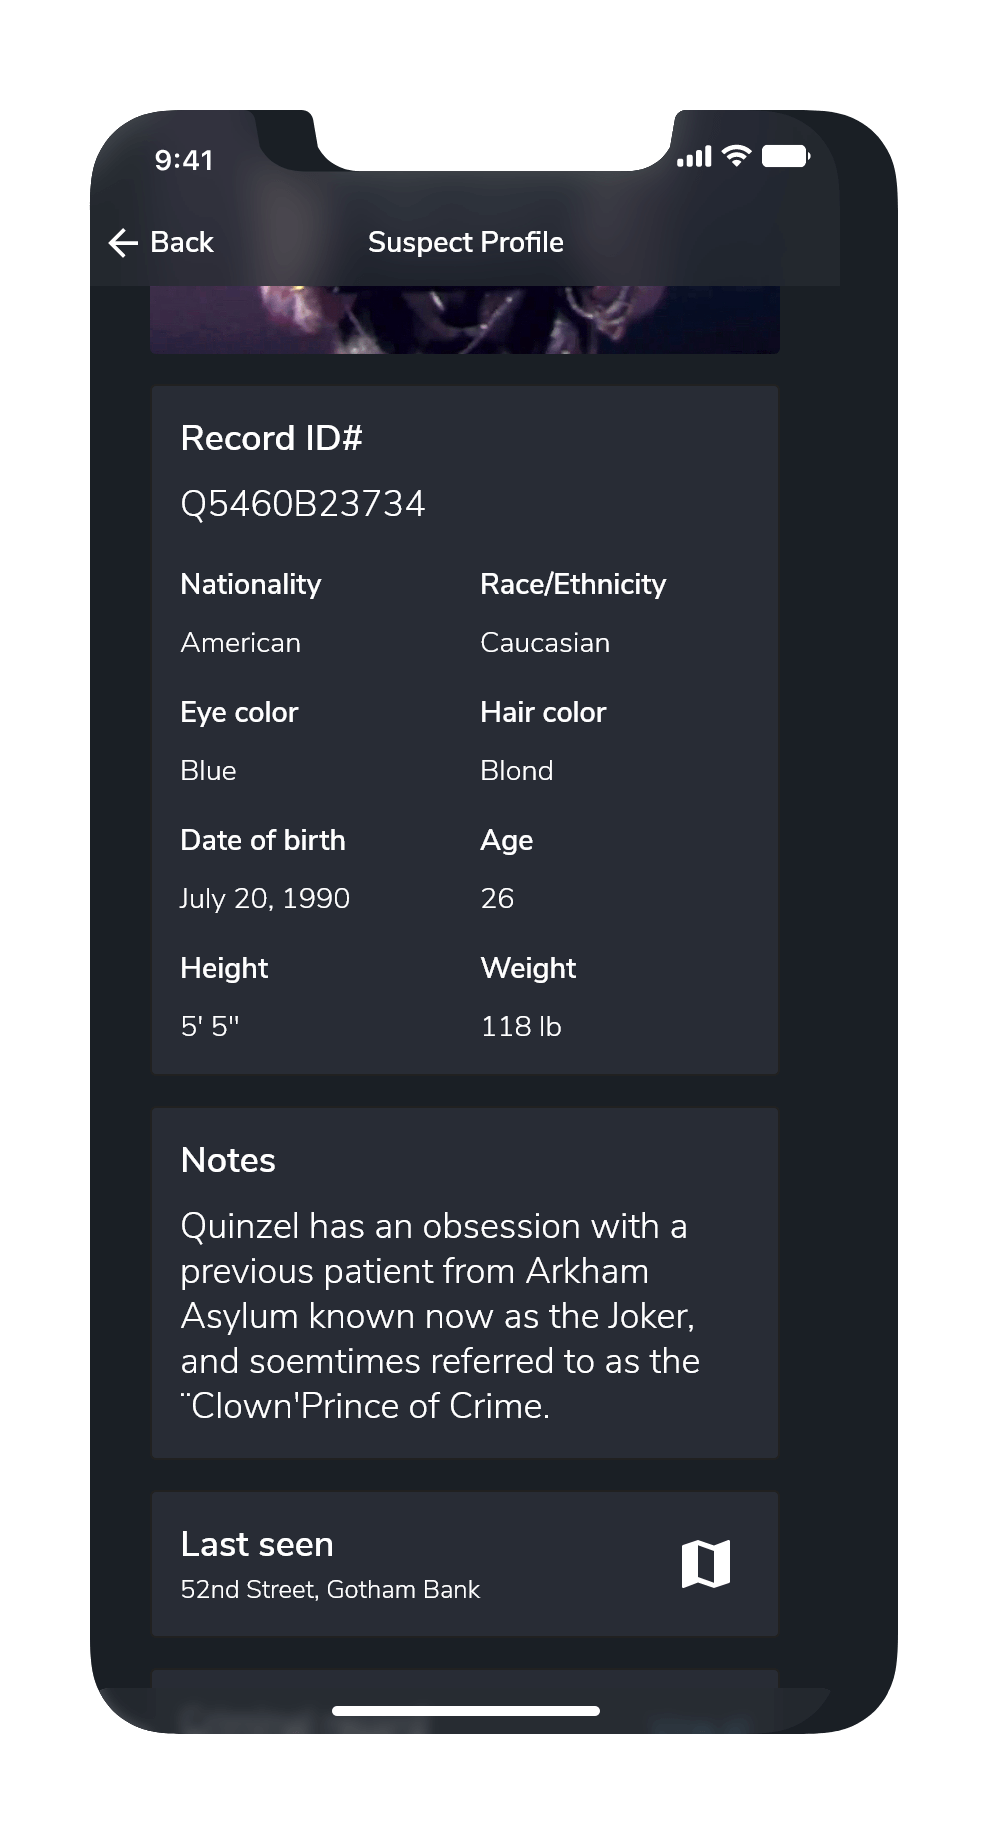 9:41
Back
Suspect Profile
Record ID#
Q5460B23734
Nationality
Race/Ethnicity
American
Caucasian
Eye color
Hair color
Blue
Blond
Date of birth
Age
July 20, 1990
26
Height
Weight
5' 5"
118 lb
Notes
Quinzel has an obsession with a
previous patient from Arkham
Asylum known now as the Joker,
and soemtimes referred to as the
¨Clown'Prince of Crime.
Last seen
52nd Street, Gotham Bank